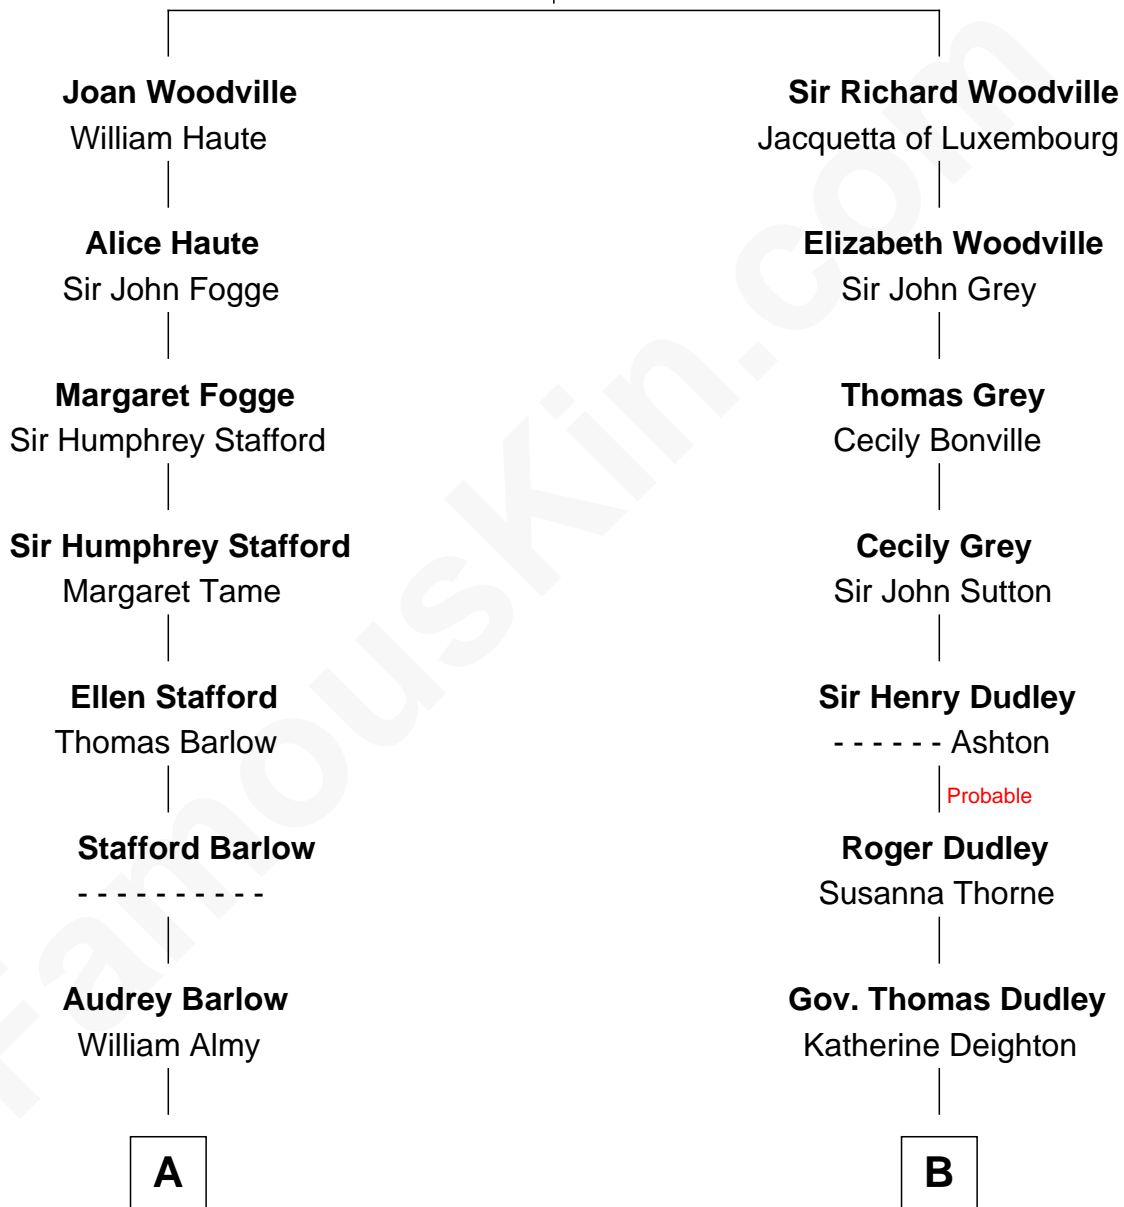 Joan Woodville
William Haute
Sir Richard Woodville
Jacquetta of Luxembourg
Alice Haute
Sir John Fogge
Elizabeth Woodville
Sir John Grey
Margaret Fogge
Sir Humphrey Stafford
Thomas Grey
Cecily Bonville
Sir Humphrey Stafford
Margaret Tame
Cecily Grey
Sir John Sutton
Ellen Stafford
Thomas Barlow
Sir Henry Dudley
- - - - - - Ashton
Probable
Stafford Barlow
- - - - - - - - - -
Roger Dudley
Susanna Thorne
Audrey Barlow
William Almy
Gov. Thomas Dudley
Katherine Deighton
A
B
FamousKin.com